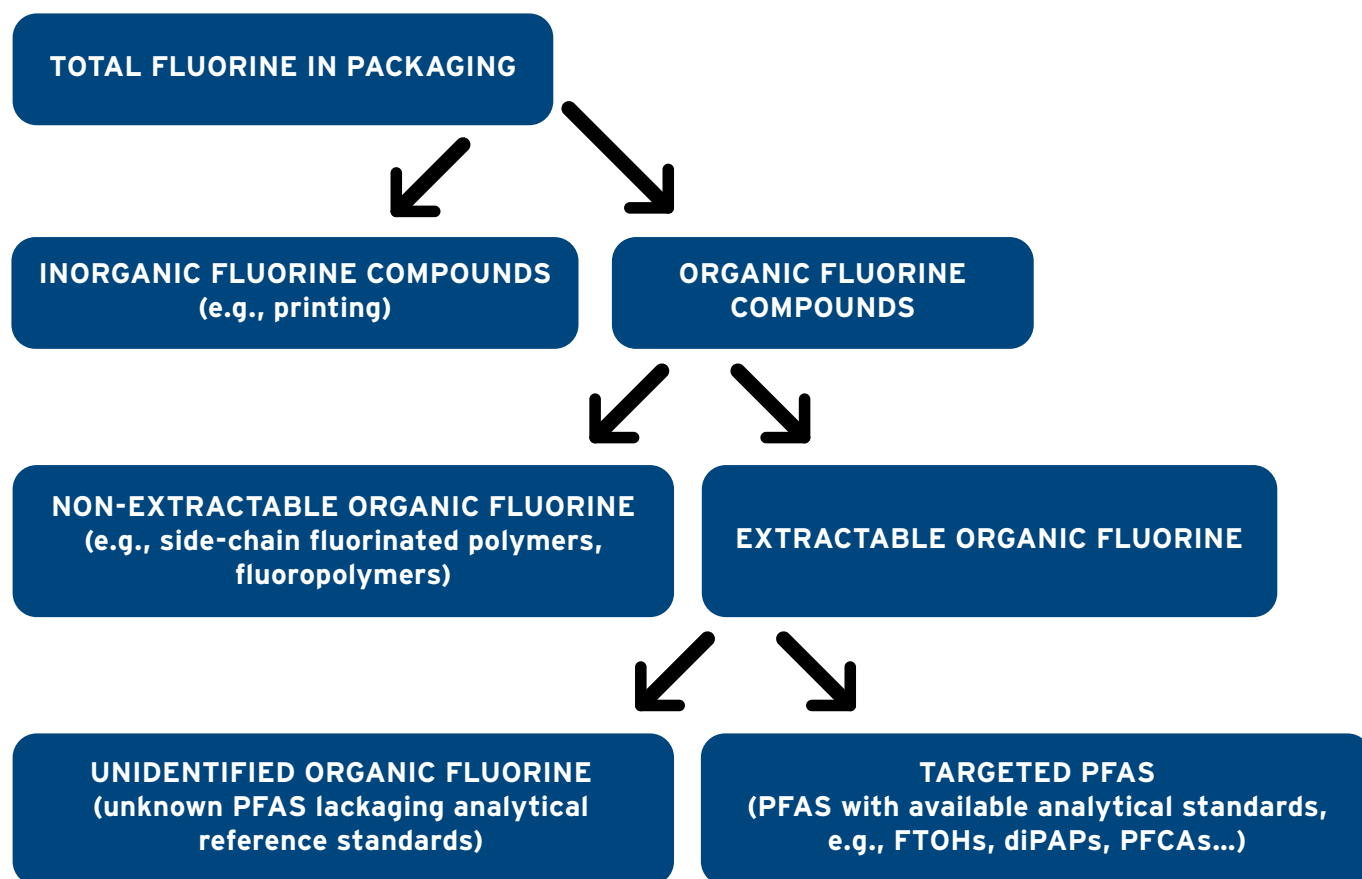 TOTAL FLUORINE IN PACKAGING
INORGANIC FLUORINE COMPOUNDS
(e.g., printing)
ORGANIC FLUORINE
COMPOUNDS
NON-EXTRACTABLE ORGANIC FLUORINE
(e.g., side-chain fluorinated polymers,
fluoropolymers)
EXTRACTABLE ORGANIC FLUORINE
UNIDENTIFIED ORGANIC FLUORINE
(unknown PFAS lackaging analytical
reference standards)
TARGETED PFAS
(PFAS with available analytical standards,
e.g., FTOHs, diPAPs, PFCAs...)